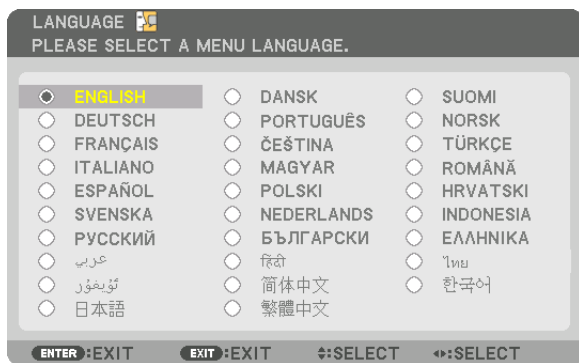 LANGUAGE
PLEASE SELECT A MENU LANGUAGE.
ENGLISH DANSK SUOMI
DEUTSCH PORTUGUÊS NORSK
FRANÇAIS ČEŠTINA TÜRKÇE
ITALIANO MAGYAR ROMÂNĂ
ESPAÑOL POLSKI HRVATSKI
SVENSKA NEDERLANDS INDONESIA
РУССКИЙ БЪЛГАРСКИ ΕΛΛΗΝΙΚΑ
عربي हिंदी ไทย
ئۇيغۇر 简体中文 한국어
日本語 繁體中文
ENTER:EXIT EXIT:EXIT :SELECT :SELECT